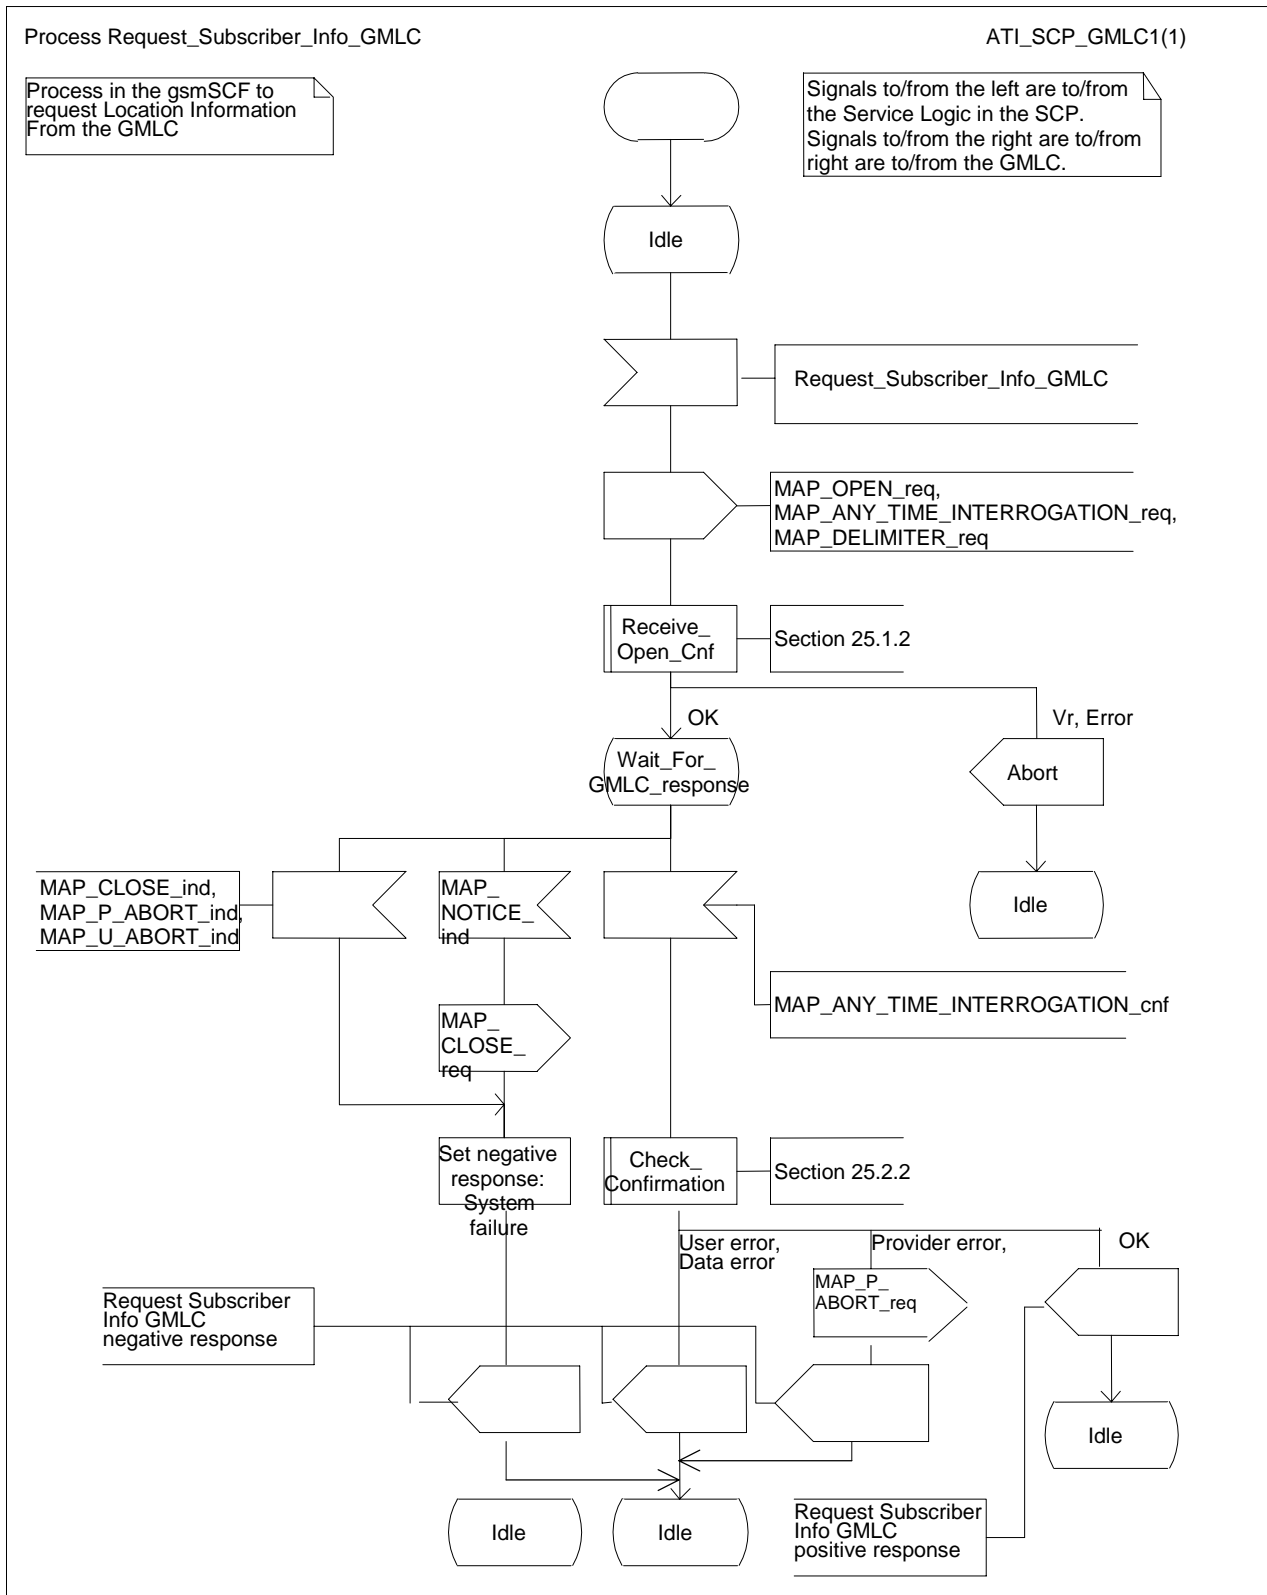 Process Request_Subscriber_Info_GMLC
ATI_SCP_GMLC1(1)
Process in the gsmSCF to
request Location Information
From the GMLC
Signals to/from the left are to/from
the Service Logic in the SCP.
Signals to/from the right are to/from
right are to/from the GMLC.
Idle
Request_Subscriber_Info_GMLC
MAP_OPEN_req,
MAP_ANY_TIME_INTERROGATION_req,
MAP_DELIMITER_req
Receive_
Open_Cnf
Section 25.1.2
OK
Vr, Error
Wait_For_
GMLC_response
Abort
MAP_CLOSE_ind,
MAP_P_ABORT_ind,
MAP_U_ABORT_ind
MAP_
NOTICE_
ind
Idle
MAP_ANY_TIME_INTERROGATION_cnf
MAP_
CLOSE_
req
Set negative
response:
System
failure
Check_
Confirmation
Section 25.2.2
User error,
Data error
Provider error,
OK
MAP_P_
ABORT_req
Request Subscriber
Info GMLC
negative response
Idle
Idle
Idle
Request Subscriber
Info GMLC
positive response